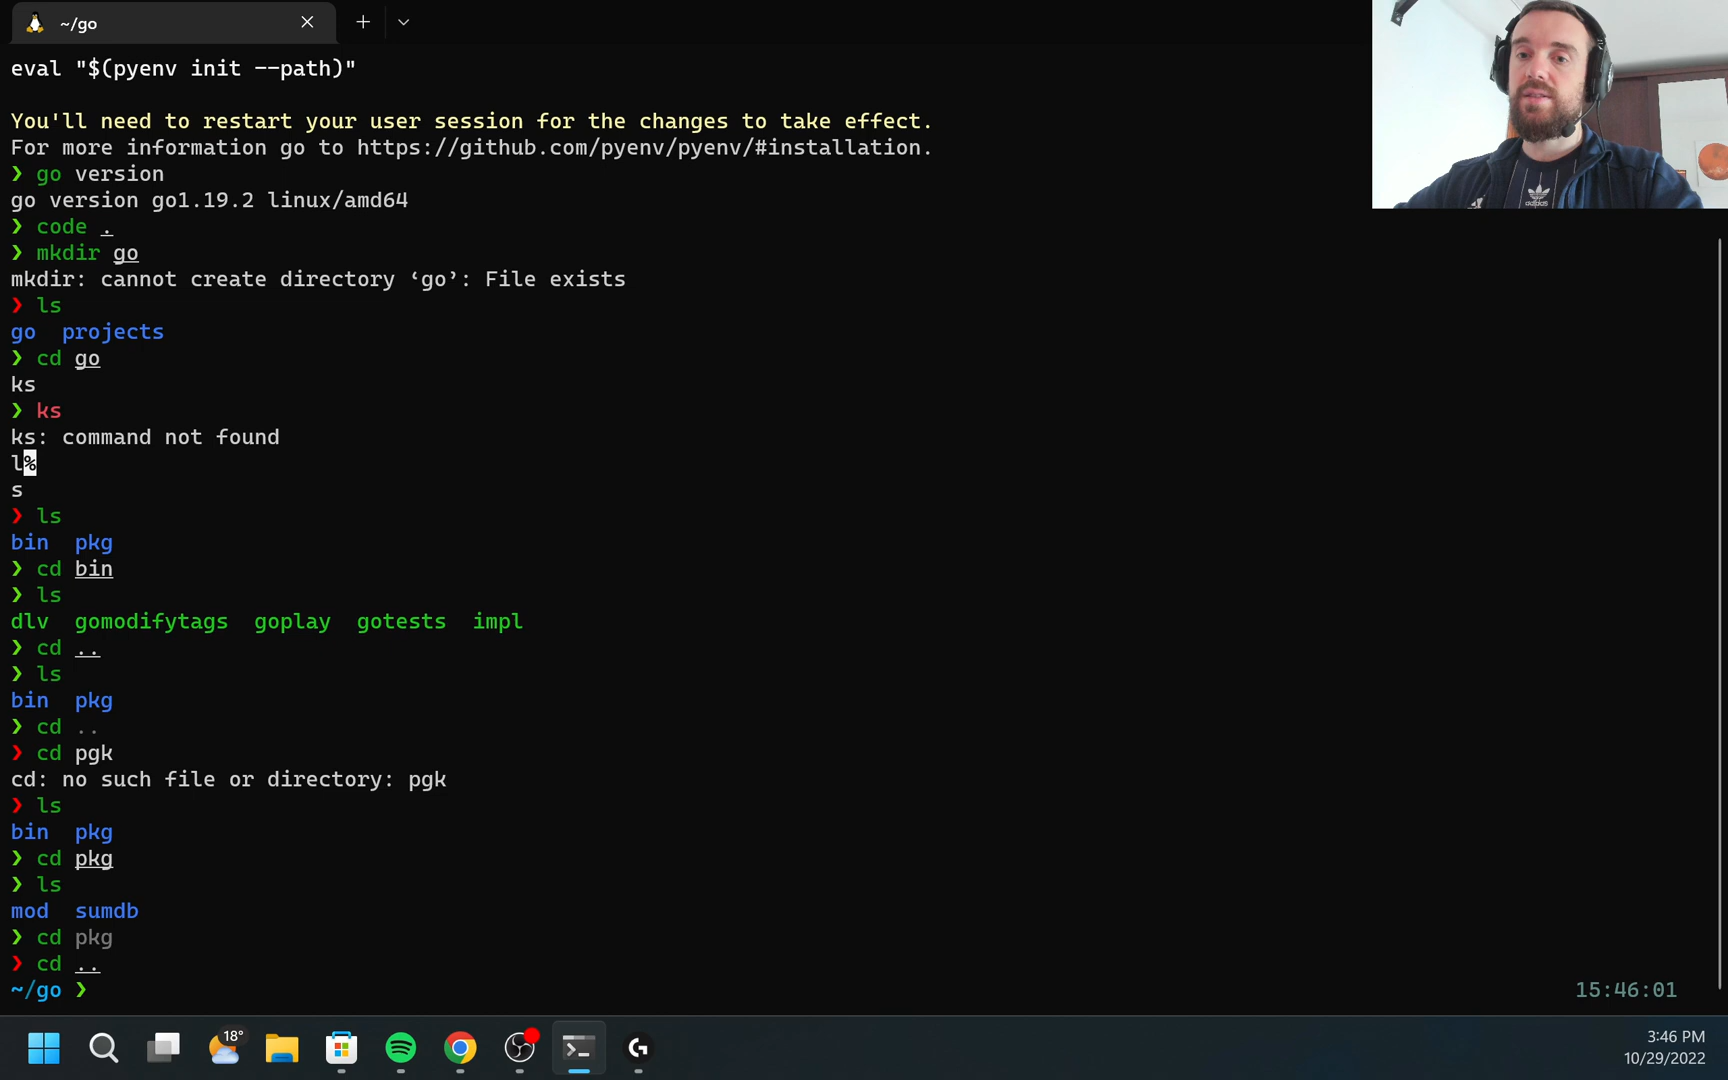 ~/go
eval "$(pyenv init --path)"
You'll need to restart your user session for the changes to take effect.
For more information go to https://github.com/pyenv/pyenv/#installation.
❯ go version
go version go1.19.2 linux/amd64
❯ code .
❯ mkdir go
mkdir: cannot create directory ‘go’: File exists
❯ ls
go  projects
❯ cd go
ks
❯ ks
ks: command not found
l%
s
❯ ls
bin  pkg
❯ cd bin
❯ ls
dlv  gomodifytags  goplay  gotests  impl
❯ cd ..
❯ ls
bin  pkg
❯ cd ..
❯ cd pgk
cd: no such file or directory: pgk
❯ ls
bin  pkg
❯ cd pkg
❯ ls
mod  sumdb
❯ cd pkg
❯ cd ..
~/go ❯ 15:46:01
18°
3:46 PM
10/29/2022
adidas